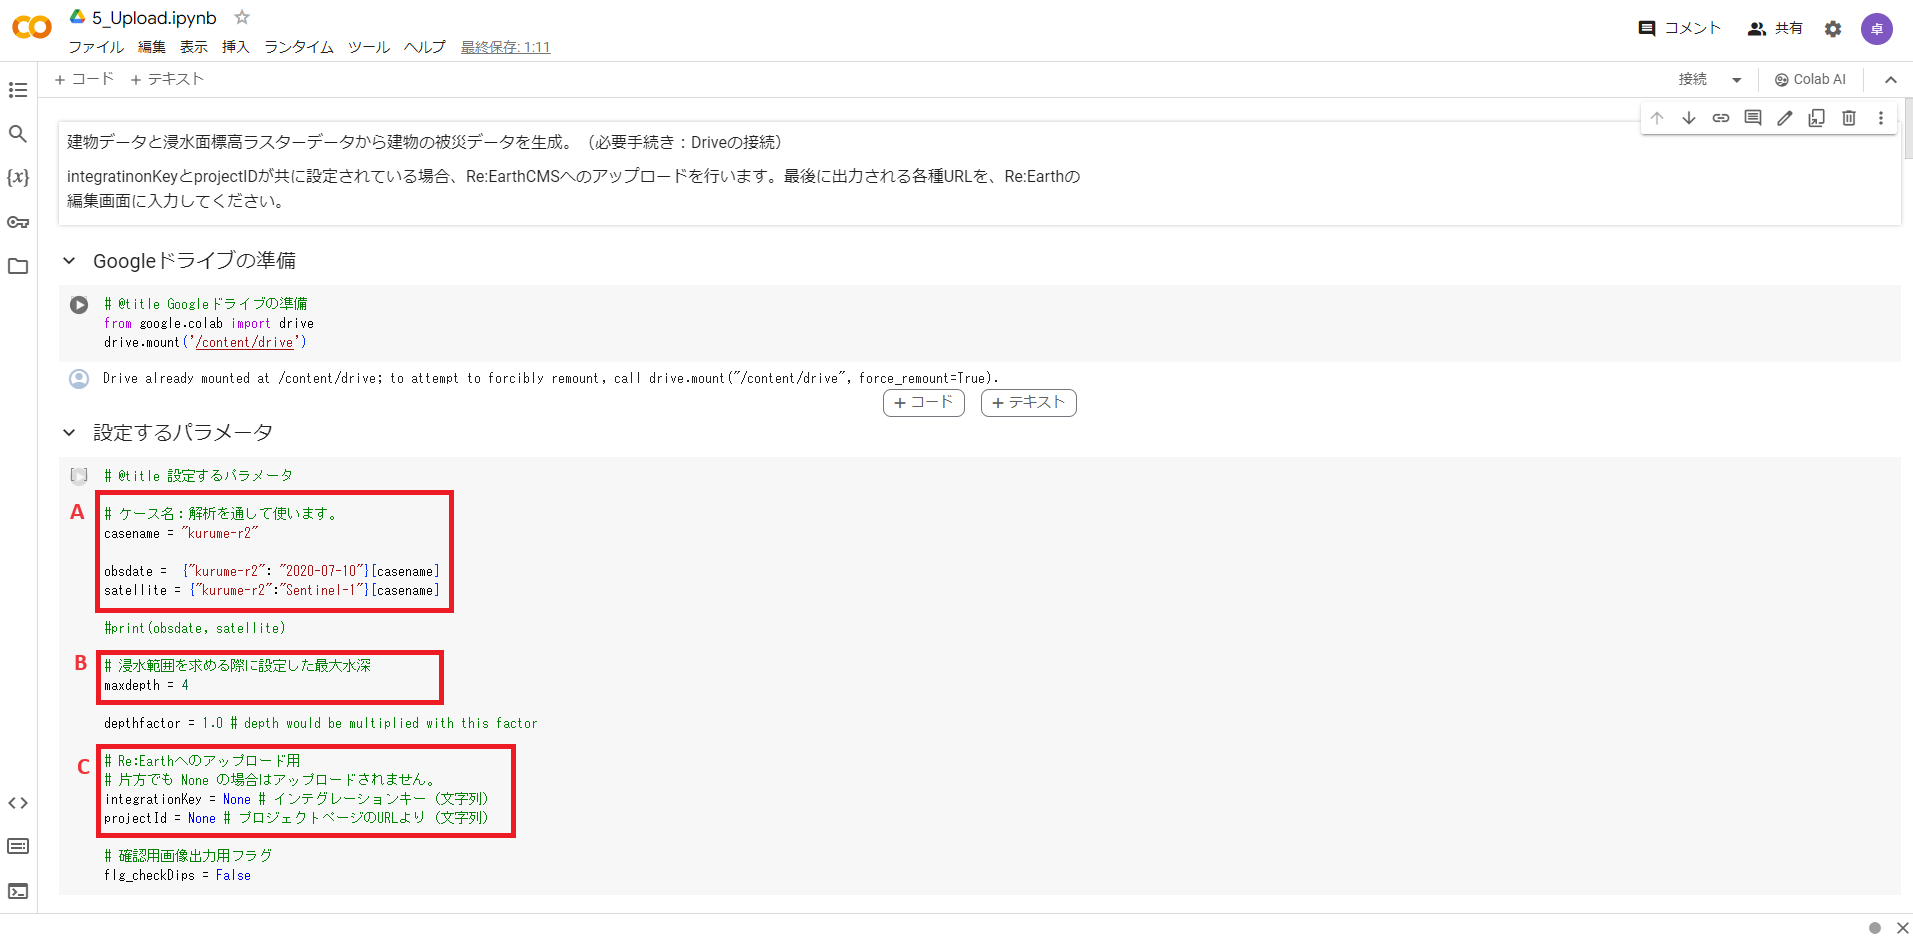 CO
5_Upload.ipynb
ファイル 編集 表示 挿入 ランタイム ツール ヘルプ 最終保存: 1:11
コメント 共有 卓
+ コード + テキスト
接続 Colab AI
建物データと浸水面標高ラスターデータから建物の被災データを生成。（必要手続き：Driveの接続）
integratinonKeyとprojectIDが共に設定されている場合、Re:EarthCMSへのアップロードを行います。最後に出力される各種URLを、Re:Earthの
編集画面に入力してください。
{x}
Googleドライブの準備
# @title Googleドライブの準備
from google.colab import drive
drive.mount('/content/drive')
Drive already mounted at /content/drive; to attempt to forcibly remount, call drive.mount("/content/drive", force_remount=True).
+ コード + テキスト
設定するパラメータ
# @title 設定するパラメータ
A
# ケース名：解析を通して使います。
casename = "kurume-r2"
obsdate =  {"kurume-r2": "2020-07-10"}[casename]
satellite = {"kurume-r2":"Sentinel-1"}[casename]
#print(obsdate, satellite)
B
# 浸水範囲を求める際に設定した最大水深
maxdepth = 4
depthfactor = 1.0 # depth would be multiplied with this factor
C
# Re:Earthへのアップロード用
# 片方でも None の場合はアップロードされません。
integrationKey = None # インテグレーションキー（文字列）
projectId = None # プロジェクトページのURLより（文字列）
# 確認用画像出力用フラグ
flg_checkDips = False